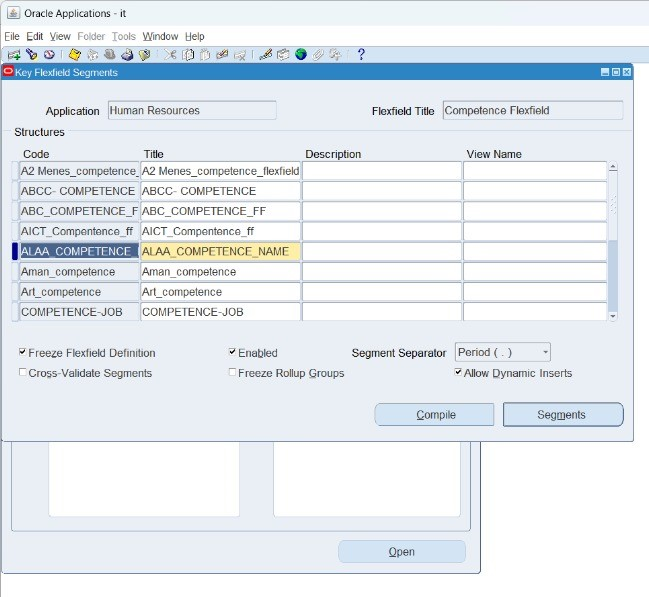 Oracle Applications - it
File Edit View Folder Tools Window Help
Key Flexfield Segments
Application Human Resources Flexfield Title Competence Flexfield
Structures
Code Title Description View Name
A2 Menes_competence_ A2 Menes_competence_flexfield
ABCC- COMPETENCE ABCC- COMPETENCE
ABC_COMPETENCE_F ABC_COMPETENCE_FF
AICT_Compentence_ff AICT_Compentence_ff
ALAA_COMPETENCE_ ALAA_COMPETENCE_NAME
Aman_competence Aman_competence
Art_competence Art_competence
COMPETENCE-JOB COMPETENCE-JOB
Freeze Flexfield Definition Enabled Segment Separator Period ( . )
Cross-Validate Segments Freeze Rollup Groups Allow Dynamic Inserts
Compile Segments
Open